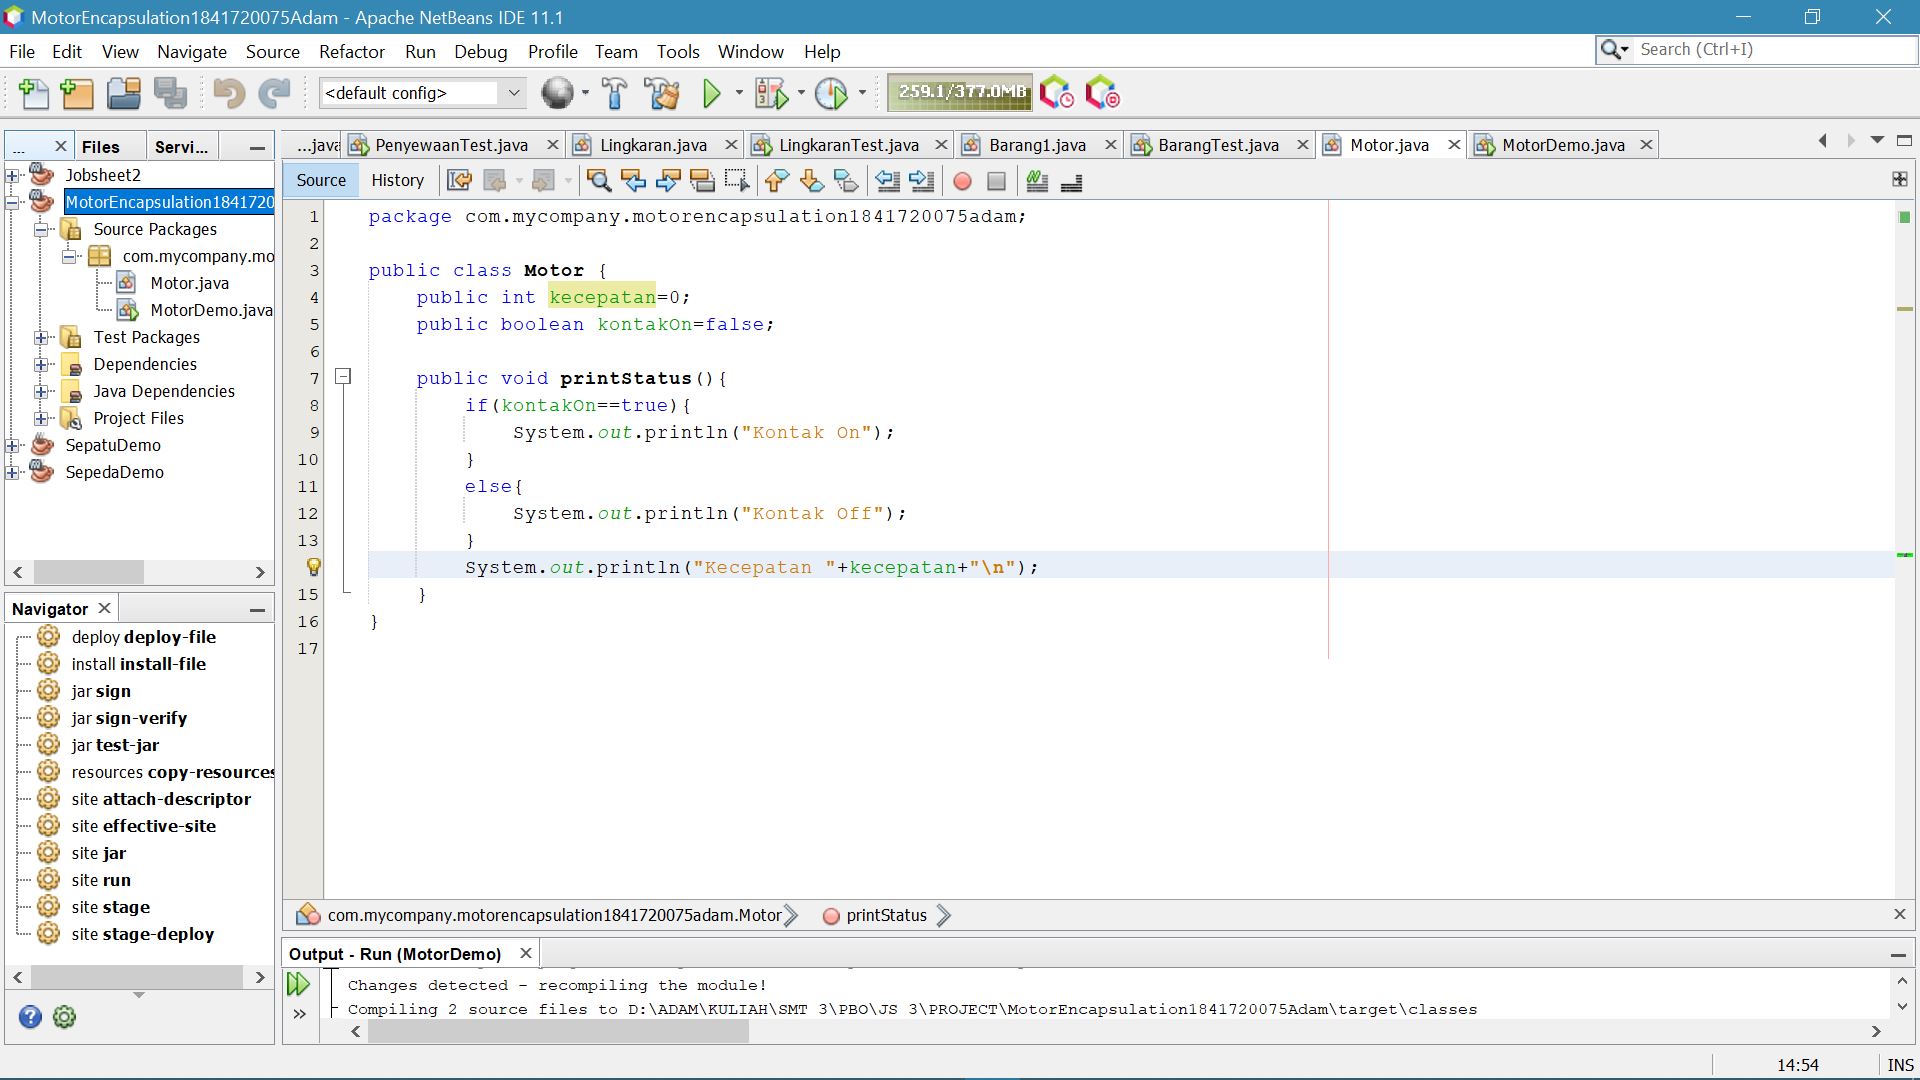 MotorEncapsulation1841720075Adam - Apache NetBeans IDE 11.1
File Edit View Navigate Source Refactor Run Debug Profile Team Tools Window Help
Search (Ctrl+I)
<default config>
259.1/377.0MB
... Files Servi...
...java PenyewaanTest.java Lingkaran.java LingkaranTest.java Barang1.java BarangTest.java Motor.java MotorDemo.java
Source History
Jobsheet2
MotorEncapsulation184172
Source Packages
com.mycompany.mo
Motor.java
MotorDemo.java
Test Packages
Dependencies
Java Dependencies
Project Files
SepatuDemo
SepedaDemo
1 package com.mycompany.motorencapsulation1841720075adam;
2
3 public class Motor {
4 public int kecepatan=0;
5 public boolean kontakOn=false;
6
7 public void printStatus(){
8 if(kontakOn==true){
9 System.out.println("Kontak On");
10 }
11 else{
12 System.out.println("Kontak Off");
13 }
System.out.println("Kecepatan "+kecepatan+"\n");
15 }
16 }
17
Navigator
deploy deploy-file
install install-file
jar sign
jar sign-verify
jar test-jar
resources copy-resources
site attach-descriptor
site effective-site
site jar
site run
site stage
site stage-deploy
com.mycompany.motorencapsulation1841720075adam.Motor printStatus
Output - Run (MotorDemo)
Changes detected - recompiling the module!
Compiling 2 source files to D:\ADAM\KULIAH\SMT 3\PBO\JS 3\PROJECT\MotorEncapsulation1841720075Adam\target\classes
14:54 INS